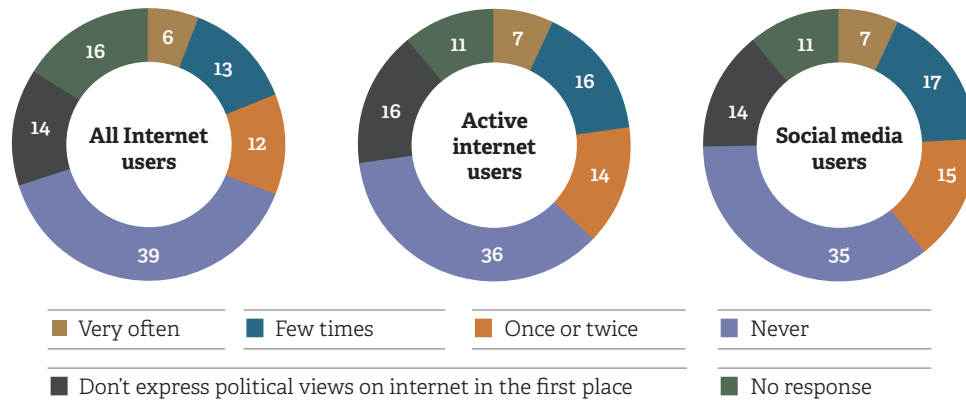 6
13
12
39
14
16
All Internet
users
7
16
14
36
16
11
Active
internet
users
7
17
15
35
14
11
Social media
users
Very often
Few times
Once or twice
Never
Don't express political views on internet in the first place
No response